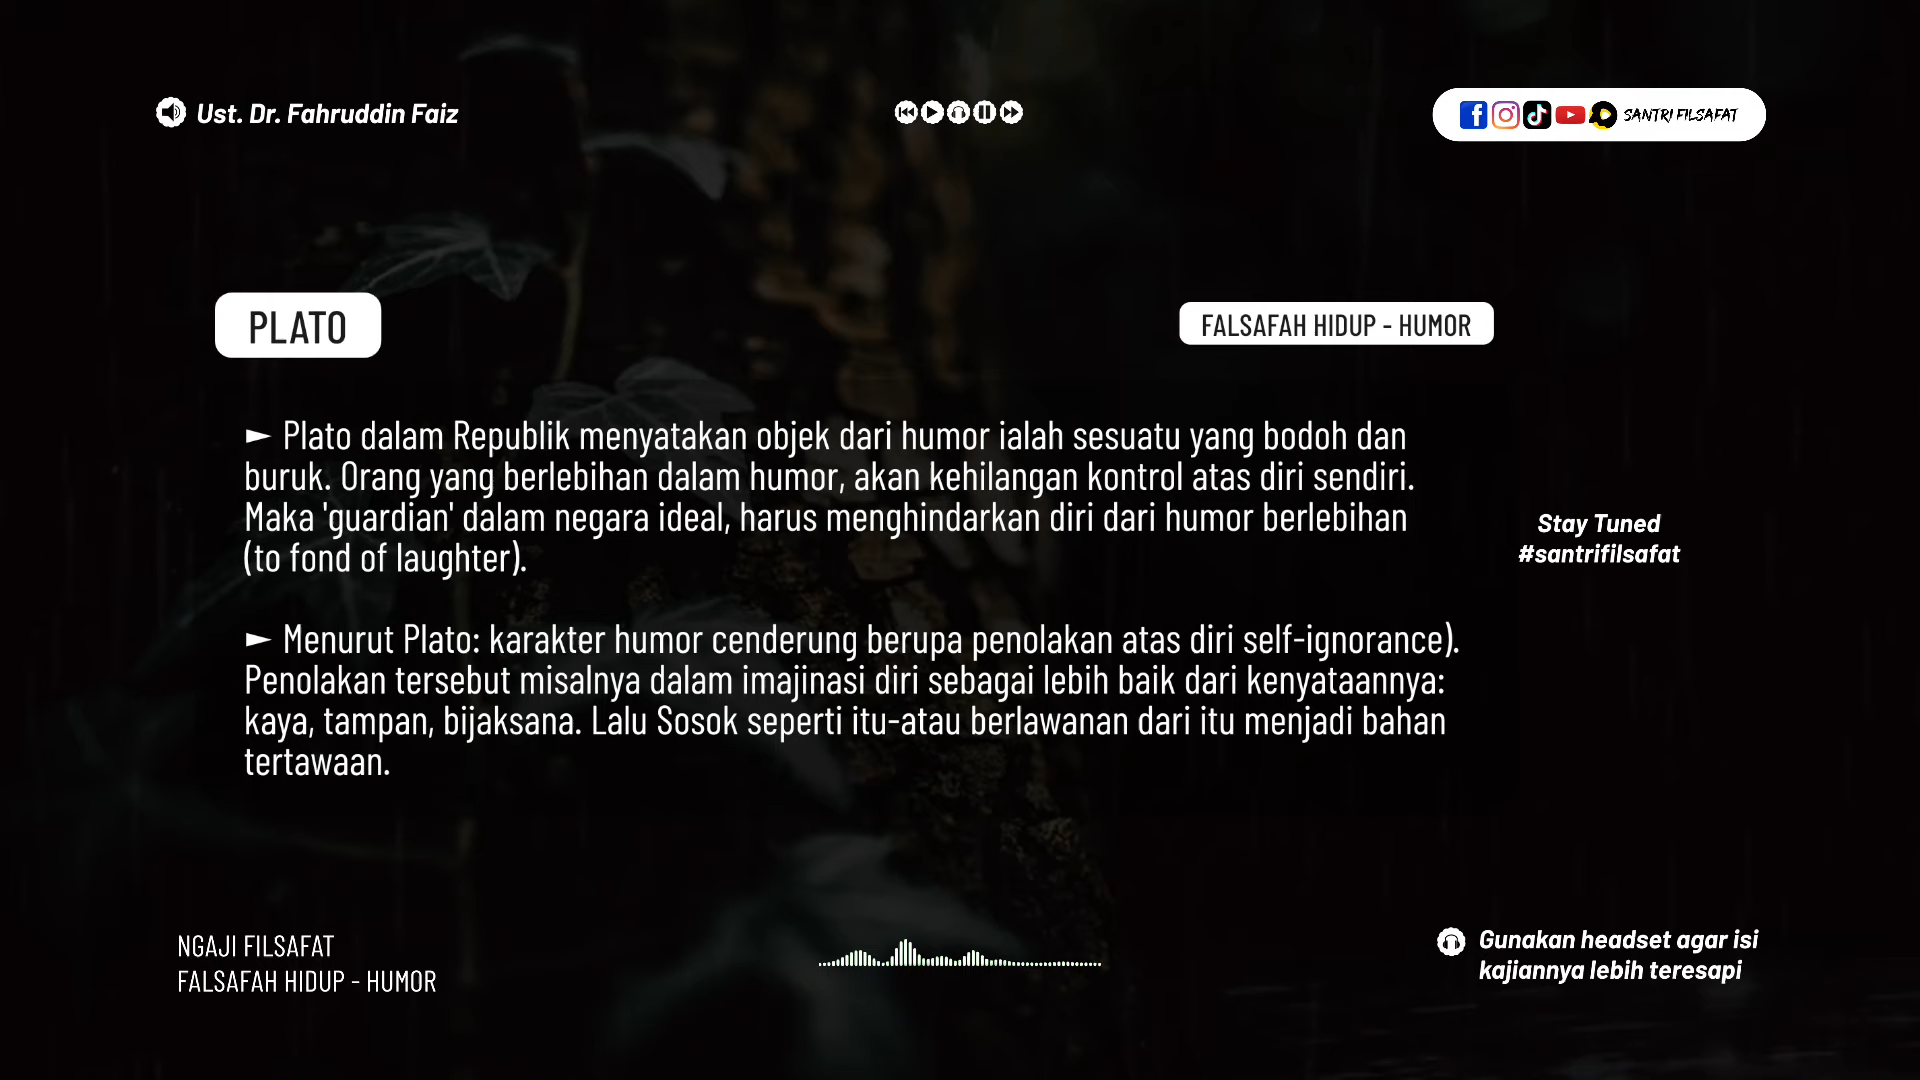 Ust. Dr. Fahruddin Faiz
SANTRI FILSAFAT
PLATO
FALSAFAH HIDUP - HUMOR
► Plato dalam Republik menyatakan objek dari humor ialah sesuatu yang bodoh dan
buruk. Orang yang berlebihan dalam humor, akan kehilangan kontrol atas diri sendiri.
Maka 'guardian' dalam negara ideal, harus menghindarkan diri dari humor berlebihan
(to fond of laughter).
► Menurut Plato: karakter humor cenderung berupa penolakan atas diri self-ignorance).
Penolakan tersebut misalnya dalam imajinasi diri sebagai lebih baik dari kenyataannya:
kaya, tampan, bijaksana. Lalu Sosok seperti itu-atau berlawanan dari itu menjadi bahan
tertawaan.
Stay Tuned
#santrifilsafat
NGAJI FILSAFAT
FALSAFAH HIDUP - HUMOR
Gunakan headset agar isi
kajiannya lebih teresapi